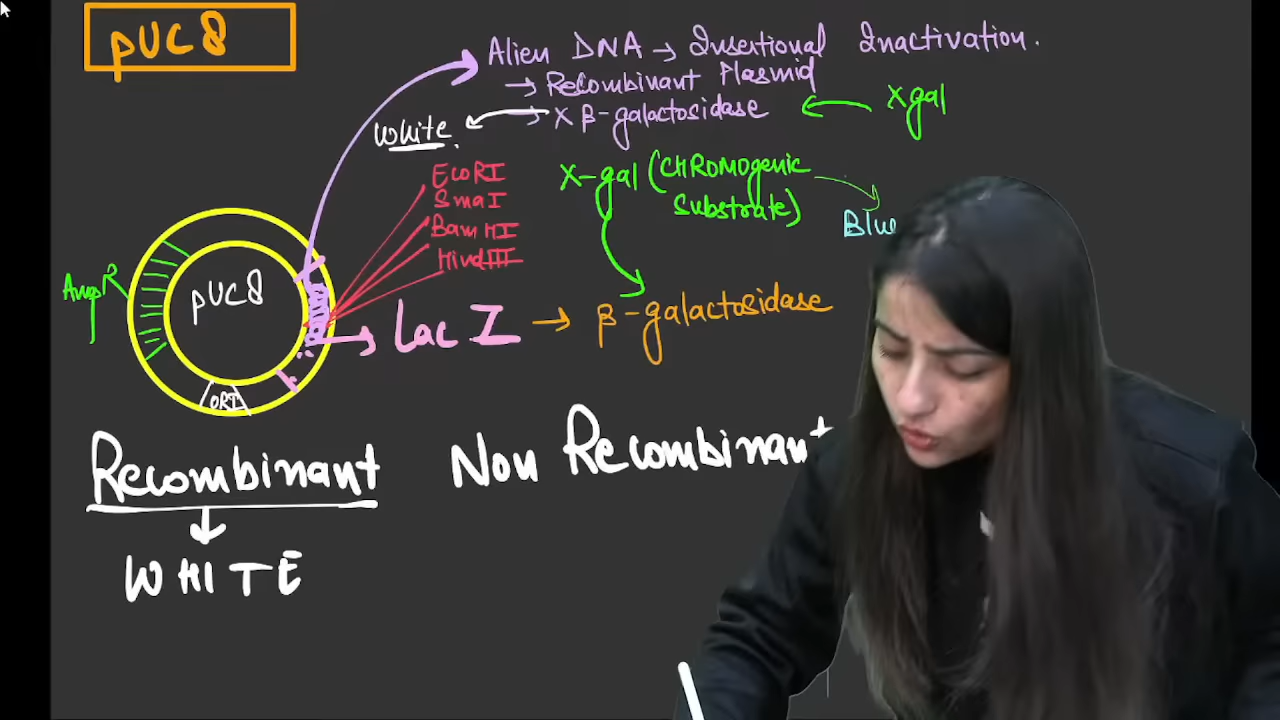 pUC8
Alien DNA → Insertional Inactivation.
→ Recombinant Plasmid
→ X β-galactosidase
Xgal
White.
EcoRI
SmaI
BamHI
HindIII
X-gal (CHROMOGENIC
Substrate)
Blue
AmpR
pUC8
Lac Z → β-galactosidase
ORI
Recombinant
Non Recombinant
WHITE